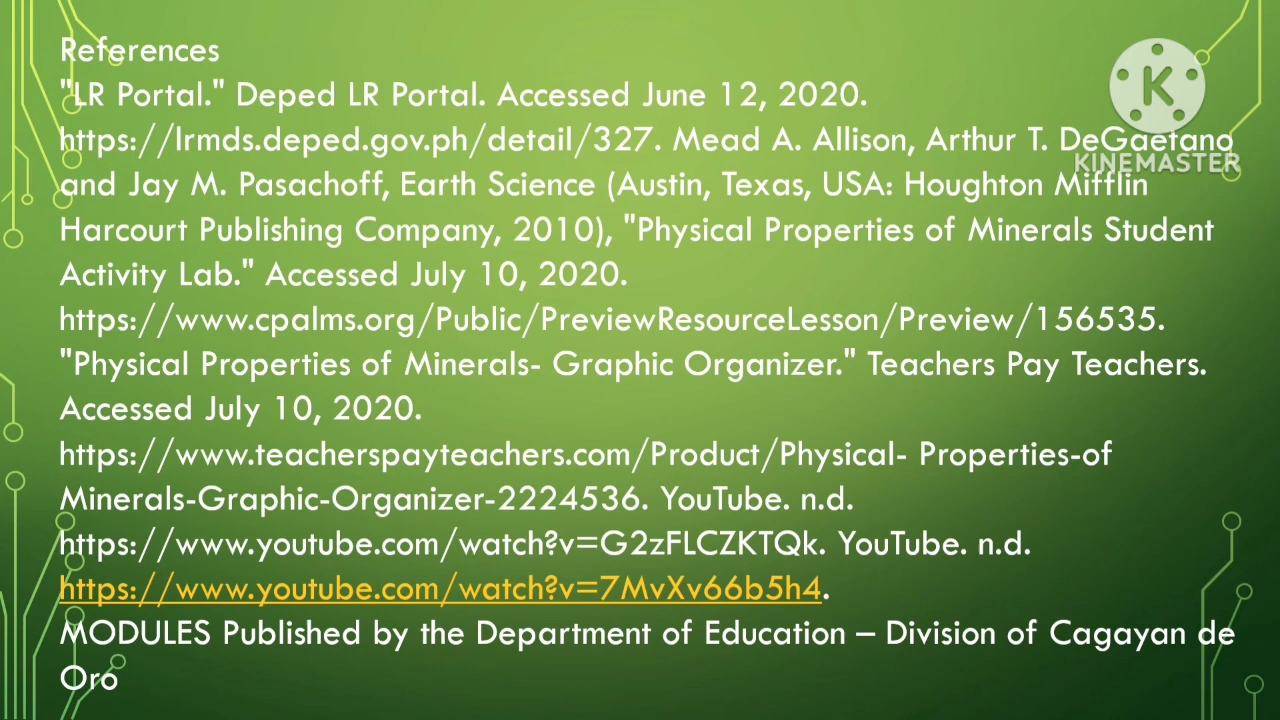 References
"LR Portal." Deped LR Portal. Accessed June 12, 2020.
https://lrmds.deped.gov.ph/detail/327. Mead A. Allison, Arthur T. DeGaetano
and Jay M. Pasachoff, Earth Science (Austin, Texas, USA: Houghton Mifflin
Harcourt Publishing Company, 2010), "Physical Properties of Minerals Student
Activity Lab." Accessed July 10, 2020.
https://www.cpalms.org/Public/PreviewResourceLesson/Preview/156535.
"Physical Properties of Minerals- Graphic Organizer." Teachers Pay Teachers.
Accessed July 10, 2020.
https://www.teacherspayteachers.com/Product/Physical- Properties-of
Minerals-Graphic-Organizer-2224536. YouTube. n.d.
https://www.youtube.com/watch?v=G2zFLCZKTQk. YouTube. n.d.
https://www.youtube.com/watch?v=7MvXv66b5h4.
MODULES Published by the Department of Education – Division of Cagayan de
Oro
K
KINEMASTER